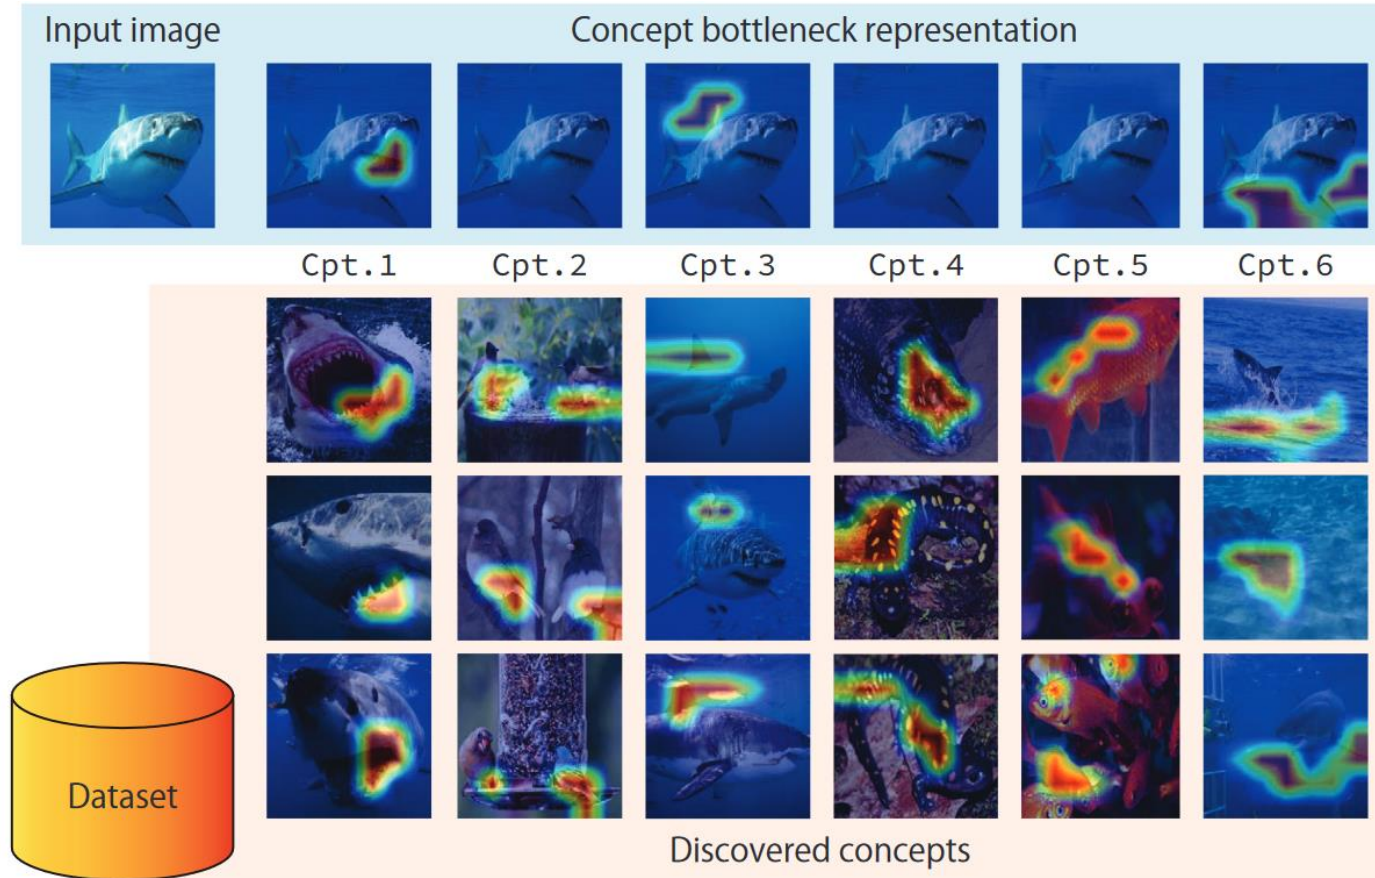 Input image
Concept bottleneck representation
Cpt.1
Cpt.2
Cpt.3
Cpt.4
Cpt.5
Cpt.6
Dataset
Discovered concepts